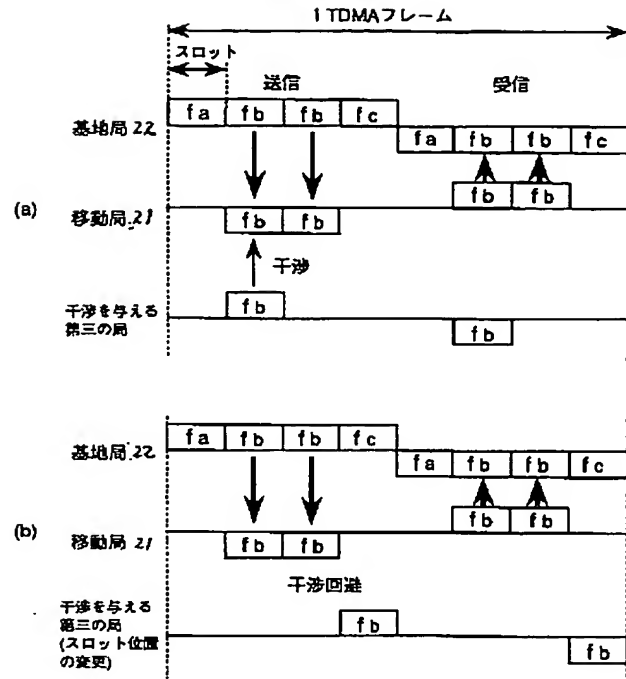 1 TDMAフレーム
スロット
送信
受信
基地局 22
fa fb fb fc
fa fb fb fc
fb fb
(a)
移動局 21
fb fb
干渉
fb
干渉を与える
第三の局
fb
基地局 22
fa fb fb fc
fa fb fb fc
fb fb
(b)
移動局 21
fb fb
干渉回避
干渉を与える
第三の局
(スロット位置
の変更)
fb
fb